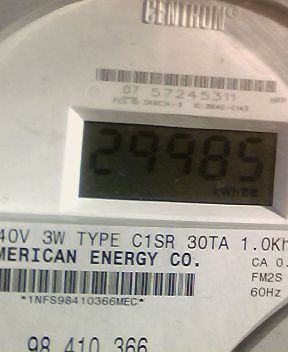 CENTRON®
07 57245311
HPP
29985
kWh
40V 3W TYPE C1SR 30TA 1.0Kh
MERICAN ENERGY CO.
CA 0.
FM2S
60Hz
*1NFS98410366MEC*
98 410 366